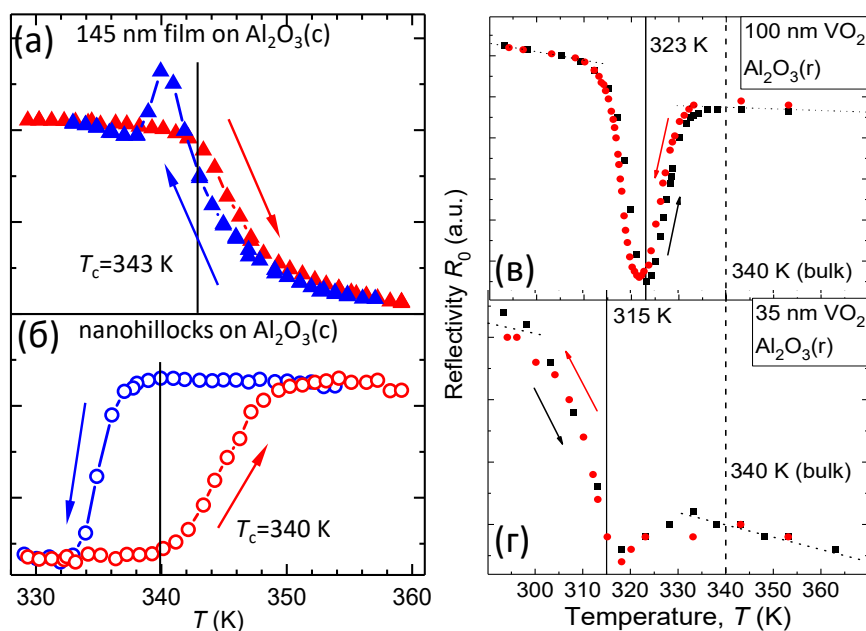 (а)
145 nm film on Al₂O₃(c)
T_c=343 K
(б)
nanohillocks on Al₂O₃(c)
T_c=340 K
330 340 350 360
T (K)
Reflectivity R₀ (a.u.)
323 K
100 nm VO₂
Al₂O₃(r)
(в)
340 K (bulk)
315 K
35 nm VO₂
Al₂O₃(r)
340 K (bulk)
(г)
300 310 320 330 340 350 360
Temperature, T (K)